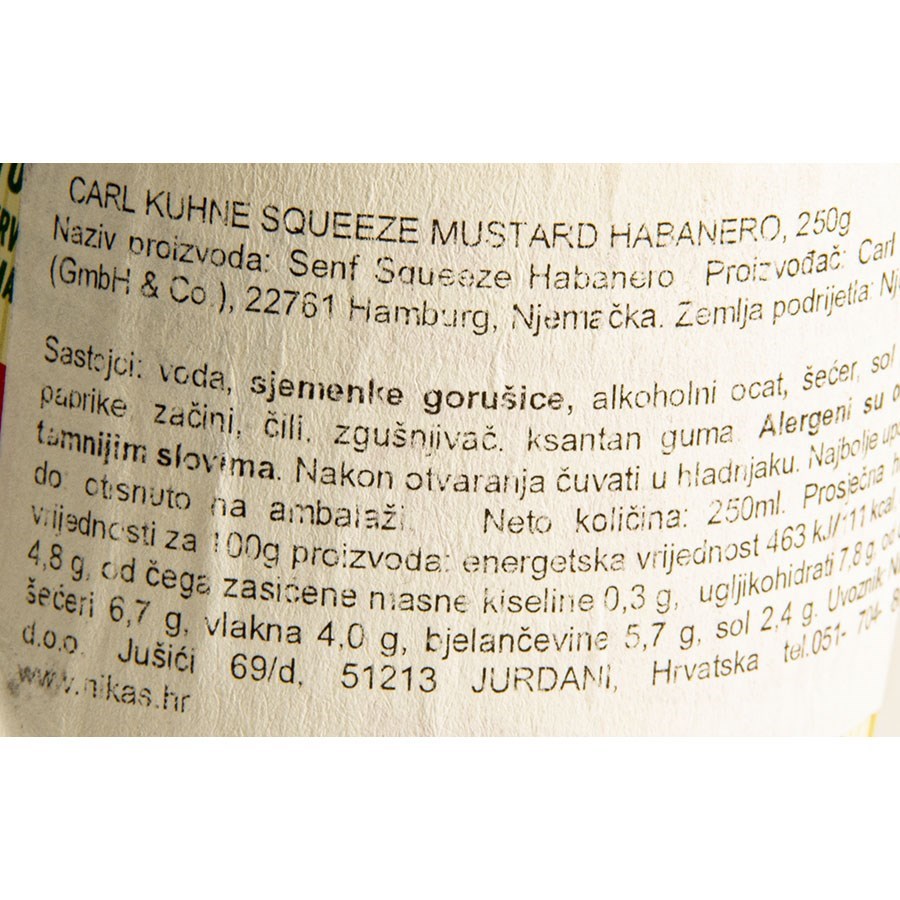 CARL KUHNE SQUEEZE MUSTARD HABANERO, 250g
Naziv proizvoda: Senf Squeeze Habanero Proizvođač: Carl
(GmbH & Co.), 22761 Hamburg, Njemačka. Zemlja podrijetla:
Sastojci: voda, sjemenke gorušice, alkoholni ocat, šećer, sol
paprike, začini, čili, zgušnjivač: ksantan guma. Alergeni su
tamnijim slovima. Nakon otvaranja čuvati u hladnjaku. Najbolje
do: otisnuto na ambalaži. Neto količina: 250ml. Prosječna
vrijednosti za 100g proizvoda: energetska vrijednost 463 kJ/111 kcal,
4,8 g, od čega zasićene masne kiseline 0,3 g, ugljikohidrati 7,8 g, od
šećeri 6,7 g, vlakna 4,0 g, bjelančevine 5,7 g, sol 2,4 g. Uvoznik:
d.o.o. Jušići 69/d, 51213 JURDANI, Hrvatska tel.051- 704-
www.nikas.hr